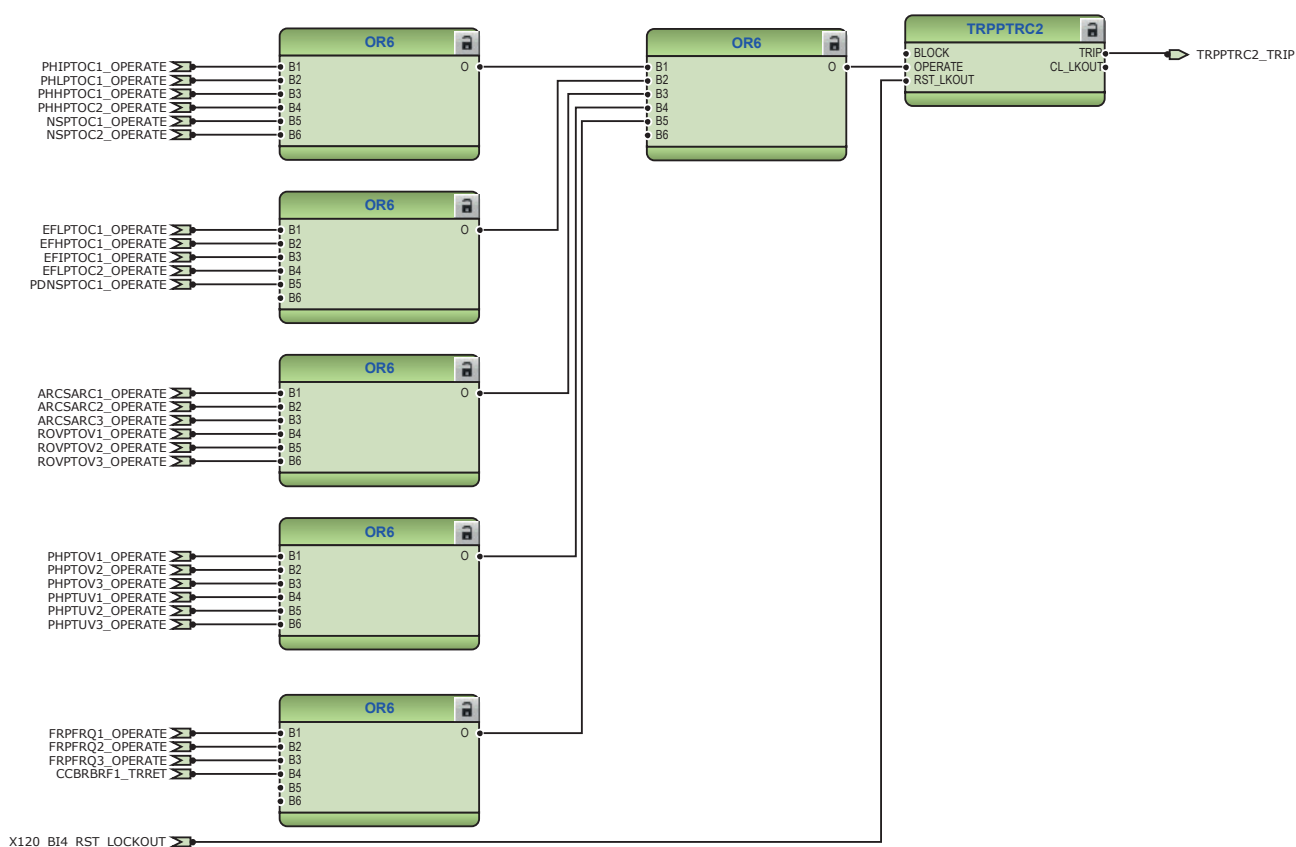 OR6
PHIPTOC1_OPERATE B1 O
PHLPTOC1_OPERATE B2
PHHPTOC1_OPERATE B3
PHHPTOC2_OPERATE B4
NSPTOC1_OPERATE B5
NSPTOC2_OPERATE B6
OR6
B1 O
B2
B3
B4
B5
B6
TRPPTRC2
BLOCK TRIP
OPERATE CL_LKOUT
RST_LKOUT
TRPPTRC2_TRIP
OR6
EFLPTOC1_OPERATE B1 O
EFHPTOC1_OPERATE B2
EFIPTOC1_OPERATE B3
EFLPTOC2_OPERATE B4
PDNSPTOC1_OPERATE B5
B6
OR6
ARCSARC1_OPERATE B1 O
ARCSARC2_OPERATE B2
ARCSARC3_OPERATE B3
ROVPTOV1_OPERATE B4
ROVPTOV2_OPERATE B5
ROVPTOV3_OPERATE B6
OR6
PHPTOV1_OPERATE B1 O
PHPTOV2_OPERATE B2
PHPTOV3_OPERATE B3
PHPTUV1_OPERATE B4
PHPTUV2_OPERATE B5
PHPTUV3_OPERATE B6
OR6
FRPFRQ1_OPERATE B1 O
FRPFRQ2_OPERATE B2
FRPFRQ3_OPERATE B3
CCBRBRF1_TRRET B4
B5
B6
X120_BI4_RST_LOCKOUT